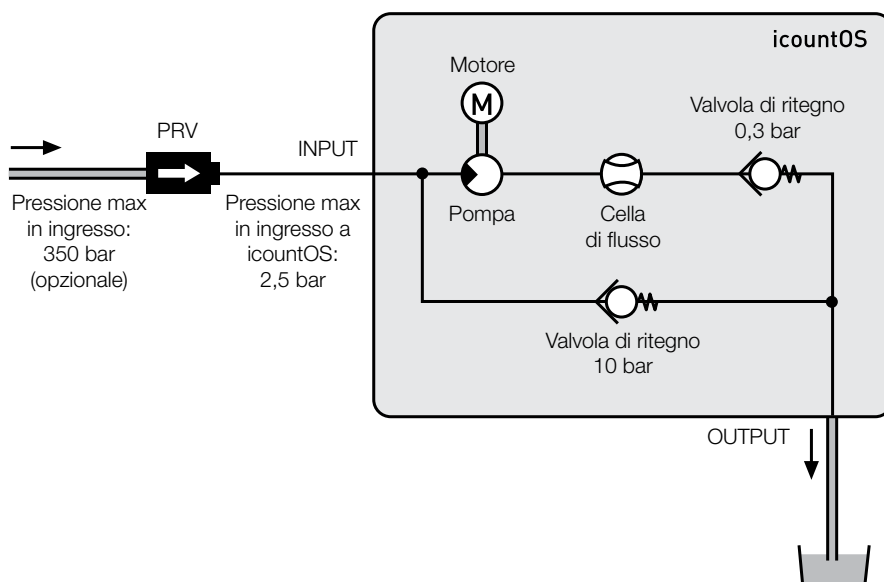 icountOS
Motore
M
Valvola di ritegno
0,3 bar
PRV
INPUT
Pressione max
in ingresso:
350 bar
(opzionale)
Pressione max
in ingresso a
icountOS:
2,5 bar
Pompa
Cella
di flusso
Valvola di ritegno
10 bar
OUTPUT